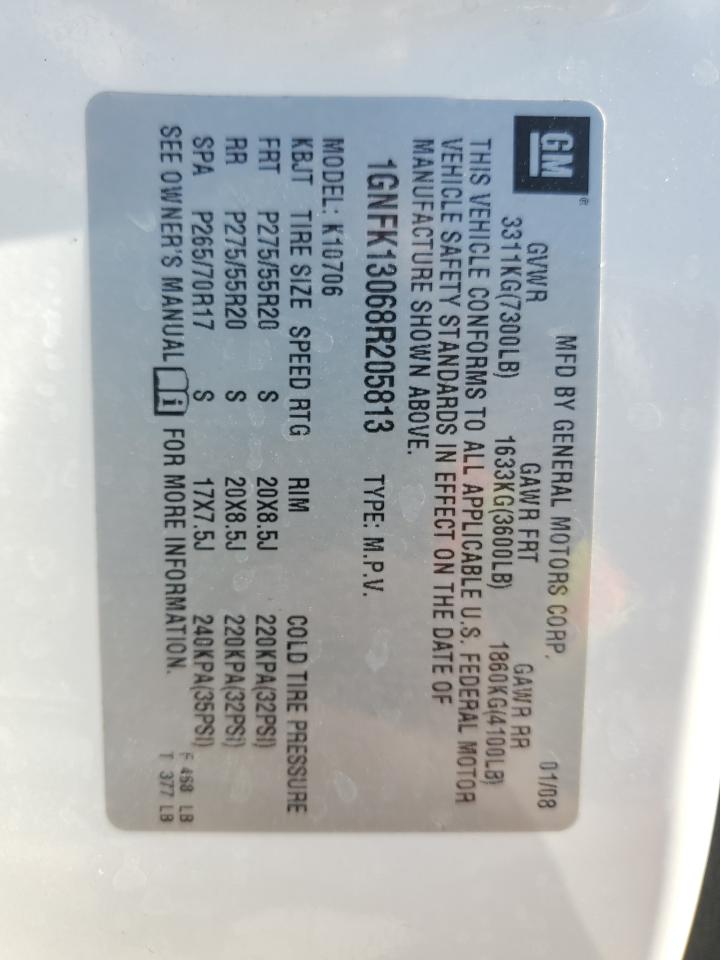 GM®
MFD BY GENERAL MOTORS CORP. 01/08
GVWR GAWR FRT GAWR RR
3311KG(7300LB) 1633KG(3600LB) 1860KG(4100LB)
THIS VEHICLE CONFORMS TO ALL APPLICABLE U.S. FEDERAL MOTOR
VEHICLE SAFETY STANDARDS IN EFFECT ON THE DATE OF
MANUFACTURE SHOWN ABOVE.
1GNFK13068R205813 TYPE: M.P.V.
MODEL: K10706
KBJT TIRE SIZE SPEED RTG RIM COLD TIRE PRESSURE
FRT P275/55R20 S 20X8.5J 220KPA(32PSI)
RR P275/55R20 S 20X8.5J 220KPA(32PSI)
SPA P265/70R17 S 17X7.5J 240KPA(35PSI)
SEE OWNER'S MANUAL i FOR MORE INFORMATION.
F 468 LB
T 377 LB